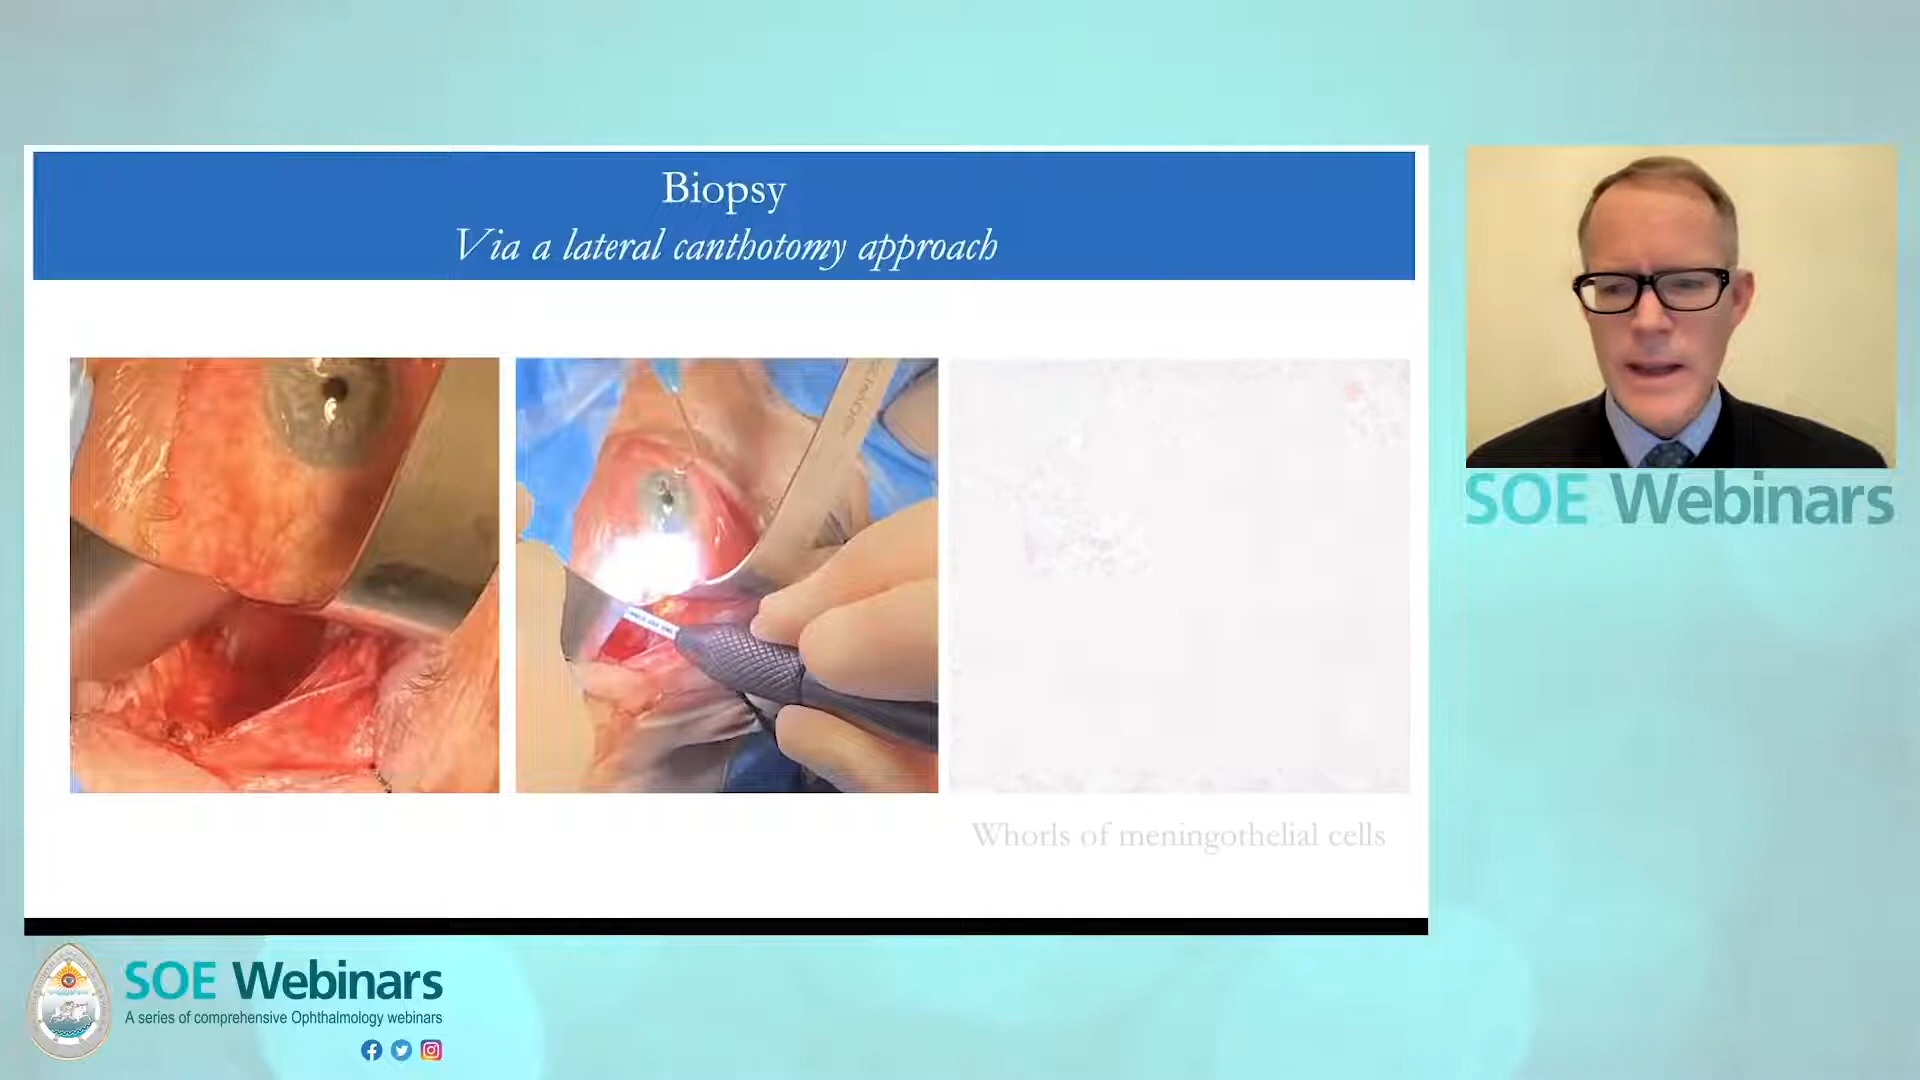 Biopsy
Via a lateral canthotomy approach
Whorls of meningothelial cells
SOE Webinars
SOE Webinars
A series of comprehensive Ophthalmology webinars